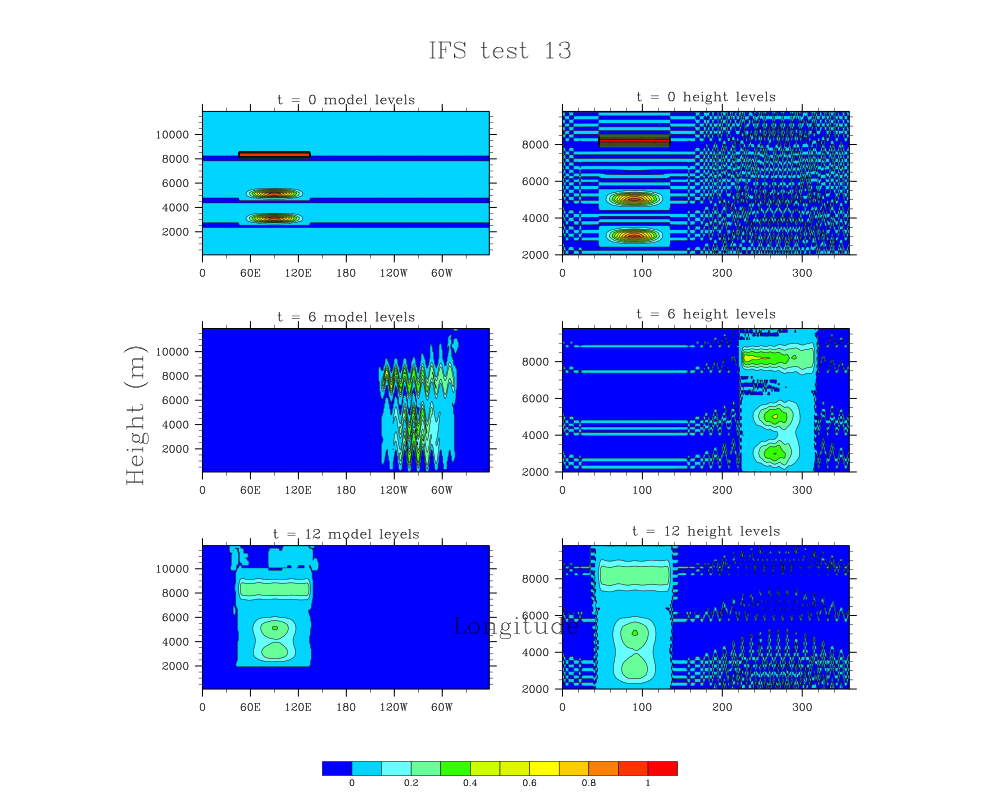 IFS test 13
t = 0 model levels
10000
8000
6000
4000
2000
0 60E 120E 180 120W 60W
t = 0 height levels
8000
6000
4000
2000
0 100 200 300
Height (m)
t = 6 model levels
10000
8000
6000
4000
2000
0 60E 120E 180 120W 60W
t = 6 height levels
8000
6000
4000
2000
0 100 200 300
t = 12 model levels
10000
8000
6000
4000
2000
0 60E 120E 180 120W 60W
t = 12 height levels
8000
6000
4000
2000
0 100 200 300
Longitude
0 0.2 0.4 0.6 0.8 1